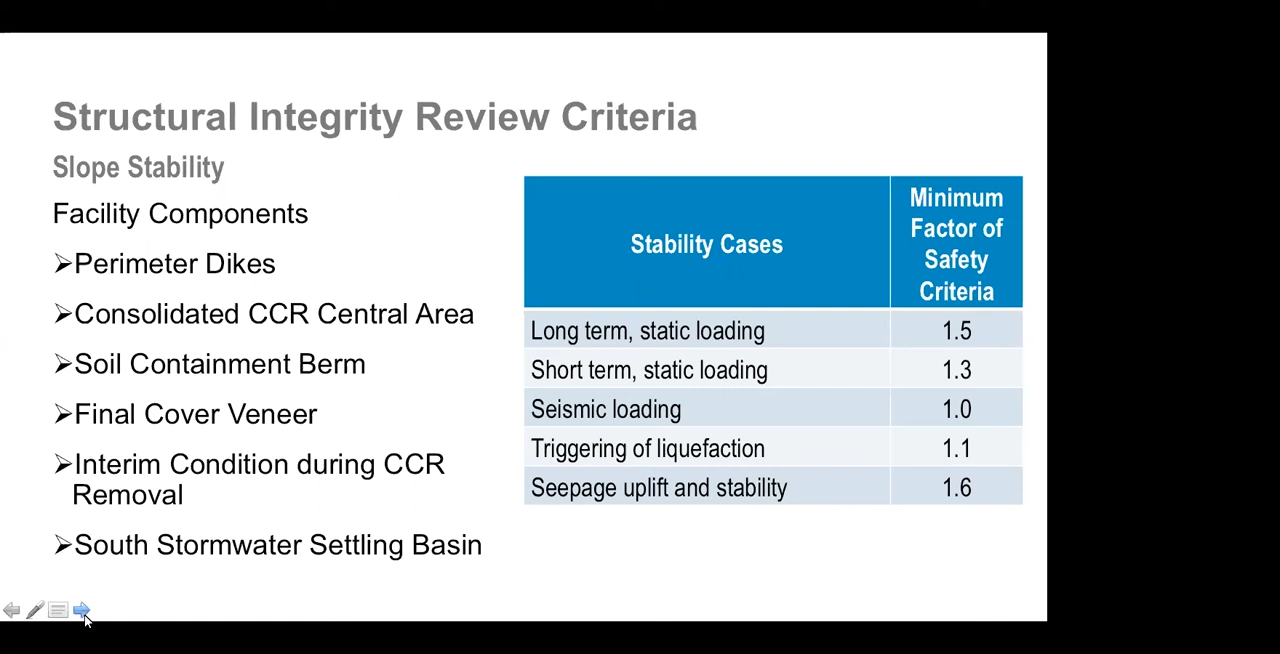 Structural Integrity Review Criteria
Slope Stability
Facility Components
➢Perimeter Dikes
➢Consolidated CCR Central Area
➢Soil Containment Berm
➢Final Cover Veneer
➢Interim Condition during CCR
Removal
➢South Stormwater Settling Basin
Stability Cases
Minimum
Factor of
Safety
Criteria
Long term, static loading 1.5
Short term, static loading 1.3
Seismic loading 1.0
Triggering of liquefaction 1.1
Seepage uplift and stability 1.6